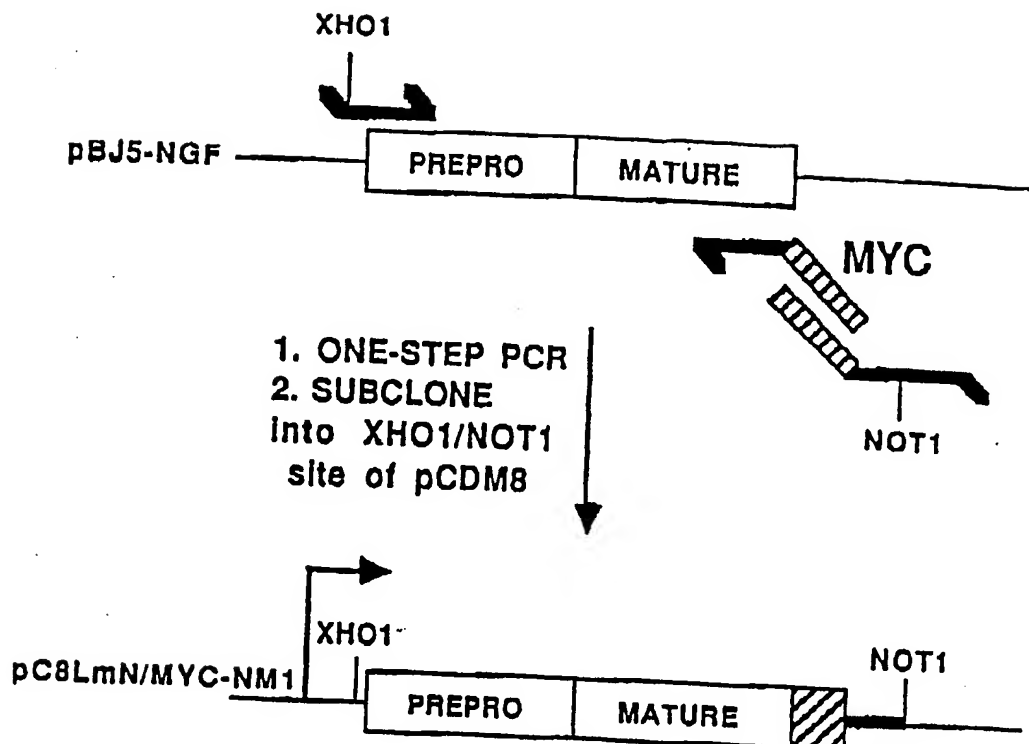 XHO1
pBJ5-NGF
PREPRO
MATURE
MYC
1. ONE-STEP PCR
2. SUBCLONE
into XHO1/NOT1
site of pCDM8
NOT1
XHO1
NOT1
pC8LmN/MYC-NM1
PREPRO
MATURE